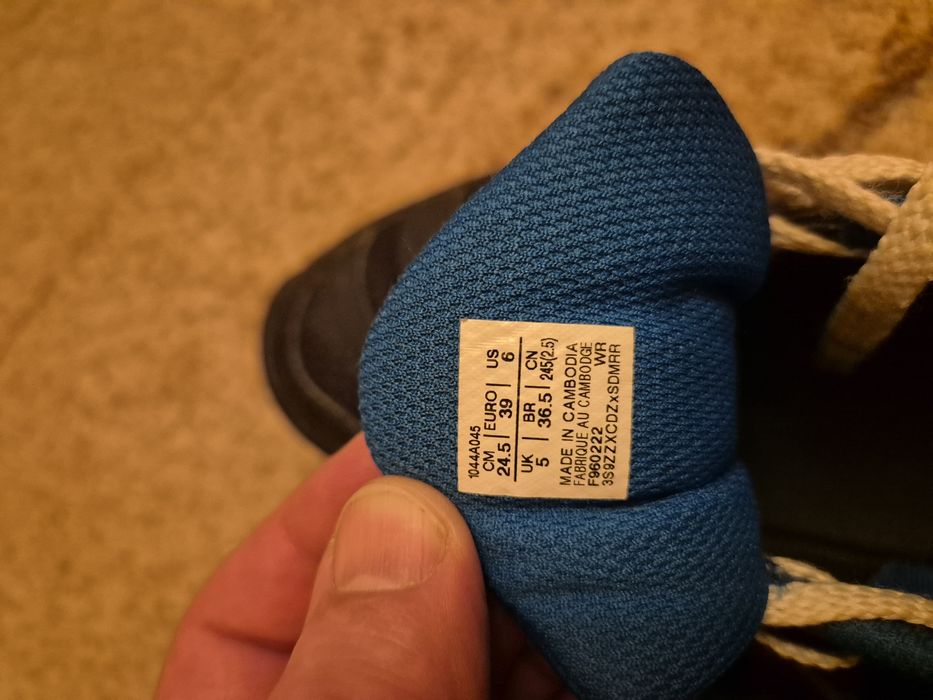 1044A045
CM | EURO | US
24.5 | 39 | 6
UK | BR | CN
5 | 36.5 | 245(2.5)
MADE IN CAMBODIA
FABRIQUE AU CAMBODGE
F960222 WR
3S9ZZXCDZxSDMRR